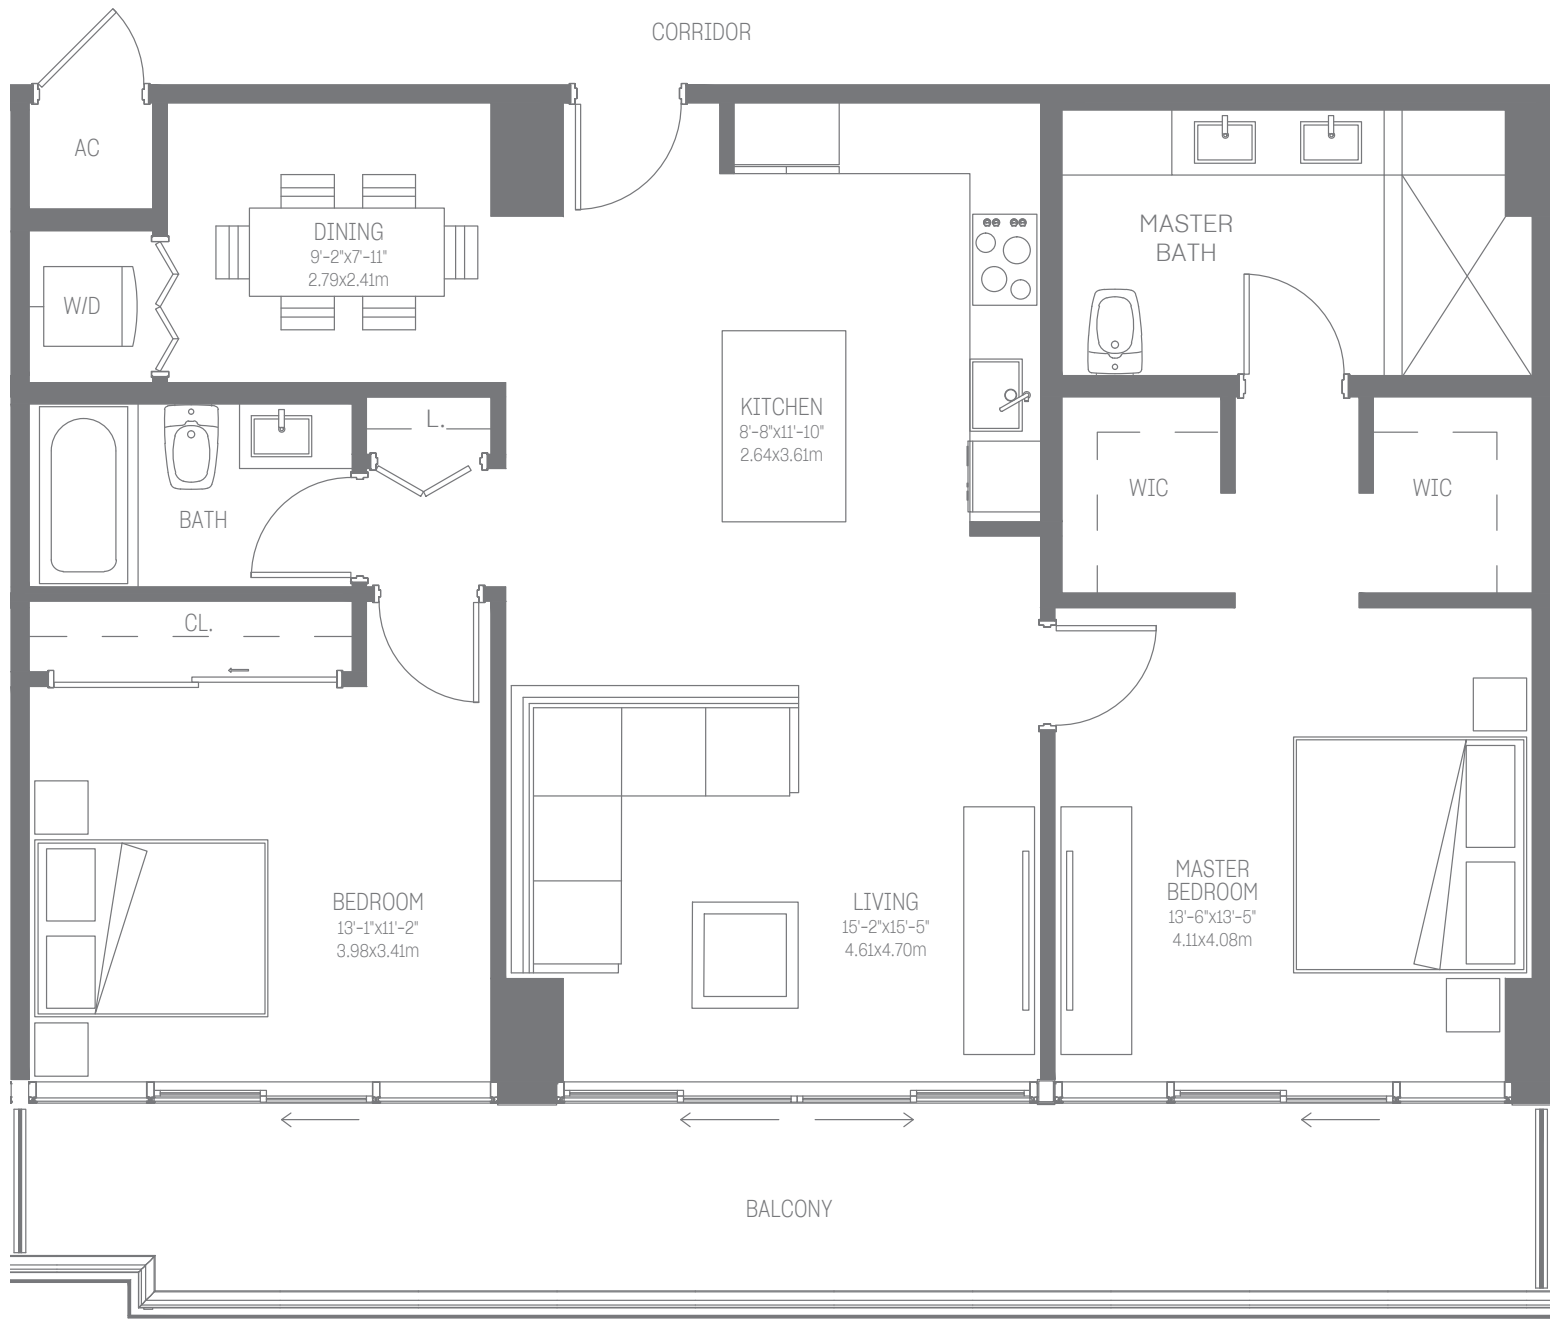 CORRIDOR
AC
DINING
9'-2"x7'-11"
2.79x2.41m
MASTER
BATH
W/D
L.
KITCHEN
8'-8"x11'-10"
2.64x3.61m
WIC
WIC
BATH
CL.
BEDROOM
13'-1"x11'-2"
3.98x3.41m
LIVING
15'-2"x15'-5"
4.61x4.70m
MASTER
BEDROOM
13'-6"x13'-5"
4.11x4.08m
BALCONY